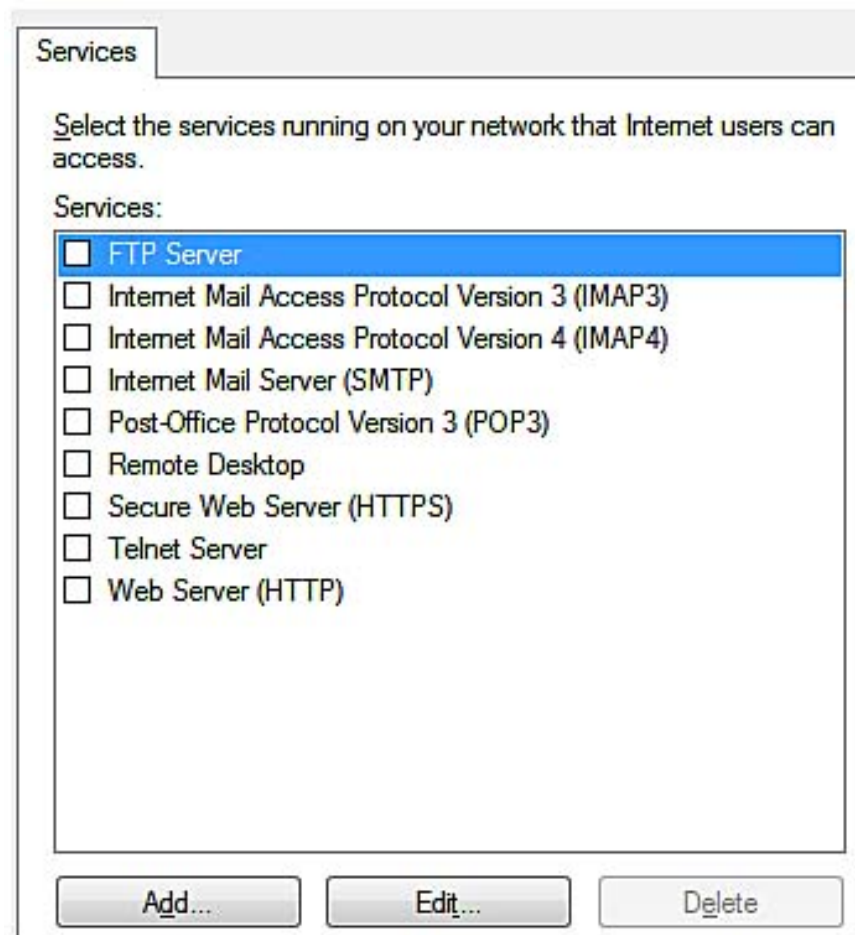 Services
Select the services running on your network that Internet users can
access.
Services:
FTP Server
Internet Mail Access Protocol Version 3 (IMAP3)
Internet Mail Access Protocol Version 4 (IMAP4)
Internet Mail Server (SMTP)
Post-Office Protocol Version 3 (POP3)
Remote Desktop
Secure Web Server (HTTPS)
Telnet Server
Web Server (HTTP)
Add... Edit... Delete